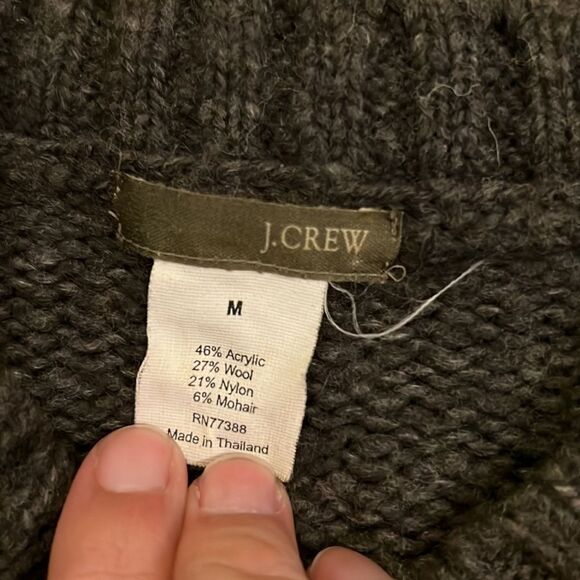 J.CREW
M
46% Acrylic
27% Wool
21% Nylon
6% Mohair
RN77388
Made in Thailand